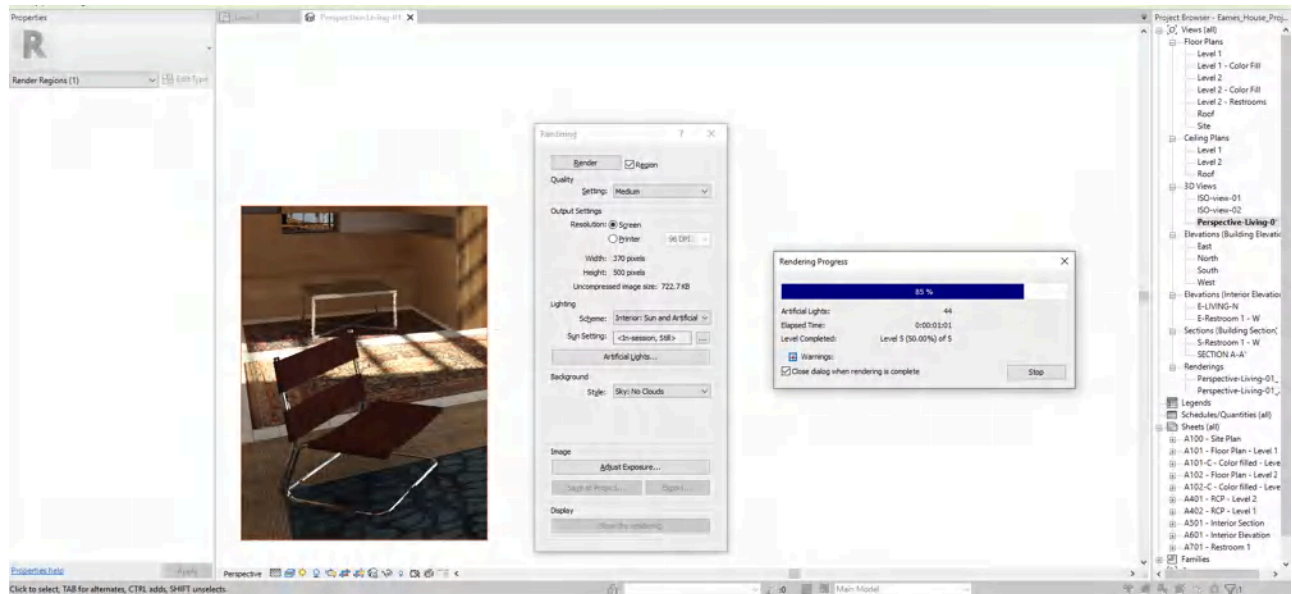 Properties
Perspective-Living-01
R
Render Regions (1)
Edit Type
Properties help
Apply
Perspective
Rendering
Render
Region
Quality
Setting: Medium
Output Settings
Resolution: Screen
Printer 96 DPI
Width: 370 pixels
Height: 500 pixels
Uncompressed image size: 722.7 KB
Lighting
Scheme: Interior: Sun and Artificial
Sun Setting: <In-session, Still> ...
Artificial Lights...
Background
Style: Sky: No Clouds
Image
Adjust Exposure...
Save to Project...
Export...
Display
Show the rendering
Rendering Progress
85 %
Artificial Lights: 44
Elapsed Time: 0:00:01:01
Level Completed: Level 5 (50.00%) of 5
Warnings:
Close dialog when rendering is complete
Stop
Project Browser - Eames_House_Proj...
Views (all)
Floor Plans
Level 1
Level 1 - Color Fill
Level 2
Level 2 - Color Fill
Level 2 - Restrooms
Roof
Site
Ceiling Plans
Level 1
Level 2
Roof
3D Views
ISO-view-01
ISO-view-02
Perspective-Living-0
Elevations (Building Elevatio
East
North
South
West
Elevations (Interior Elevation
E-LIVING-N
E-Restroom 1 - W
Sections (Building Section(
S-Restroom 1 - W
SECTION A-A'
Renderings
Perspective-Living-01_
Perspective-Living-01_
Legends
Schedules/Quantities (all)
Sheets (all)
A100 - Site Plan
A101 - Floor Plan - Level 1
A101-C - Color filled - Leve
A102 - Floor Plan - Level 2
A102-C - Color filled - Leve
A401 - RCP - Level 2
A402 - RCP - Level 1
A501 - Interior Section
A601 - Interior Elevation
A701 - Restroom 1
Families
Click to select, TAB for alternates, CTRL adds, SHIFT unselects.
:0
Main Model
:1